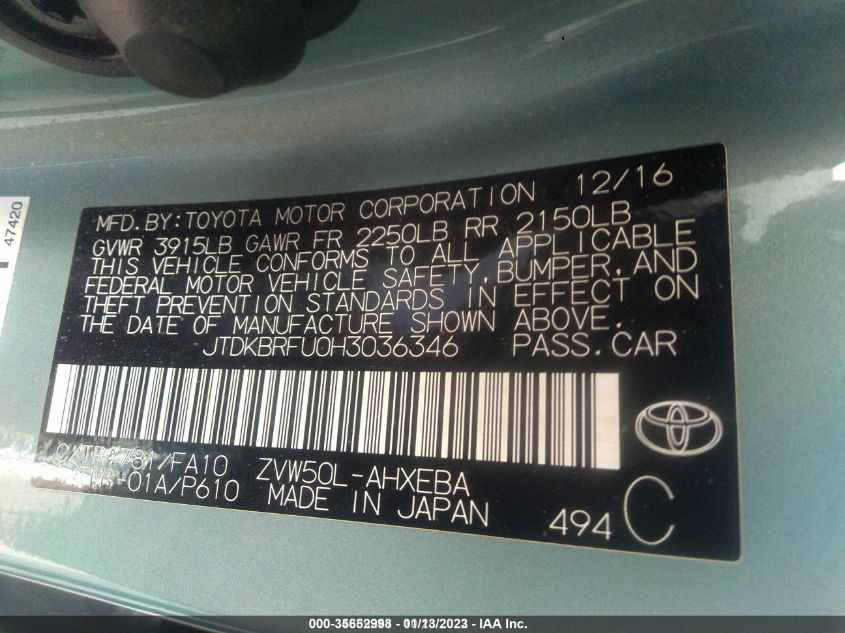 47420
MFD.BY:TOYOTA MOTOR CORPORATION 12/16
GVWR 3915LB GAWR FR 2250LB RR 2150LB
THIS VEHICLE CONFORMS TO ALL APPLICABLE
FEDERAL MOTOR VEHICLE SAFETY,BUMPER,AND
THEFT PREVENTION STANDARDS IN EFFECT ON
THE DATE OF MANUFACTURE SHOWN ABOVE.
JTDKBRFU0H3036346 PASS.CAR
C/TR: 781/FA10 ZVW50L-AHXEBA
-01A/P610 MADE IN JAPAN
494 C
000-35652998 - 01/13/2023 - IAA Inc.